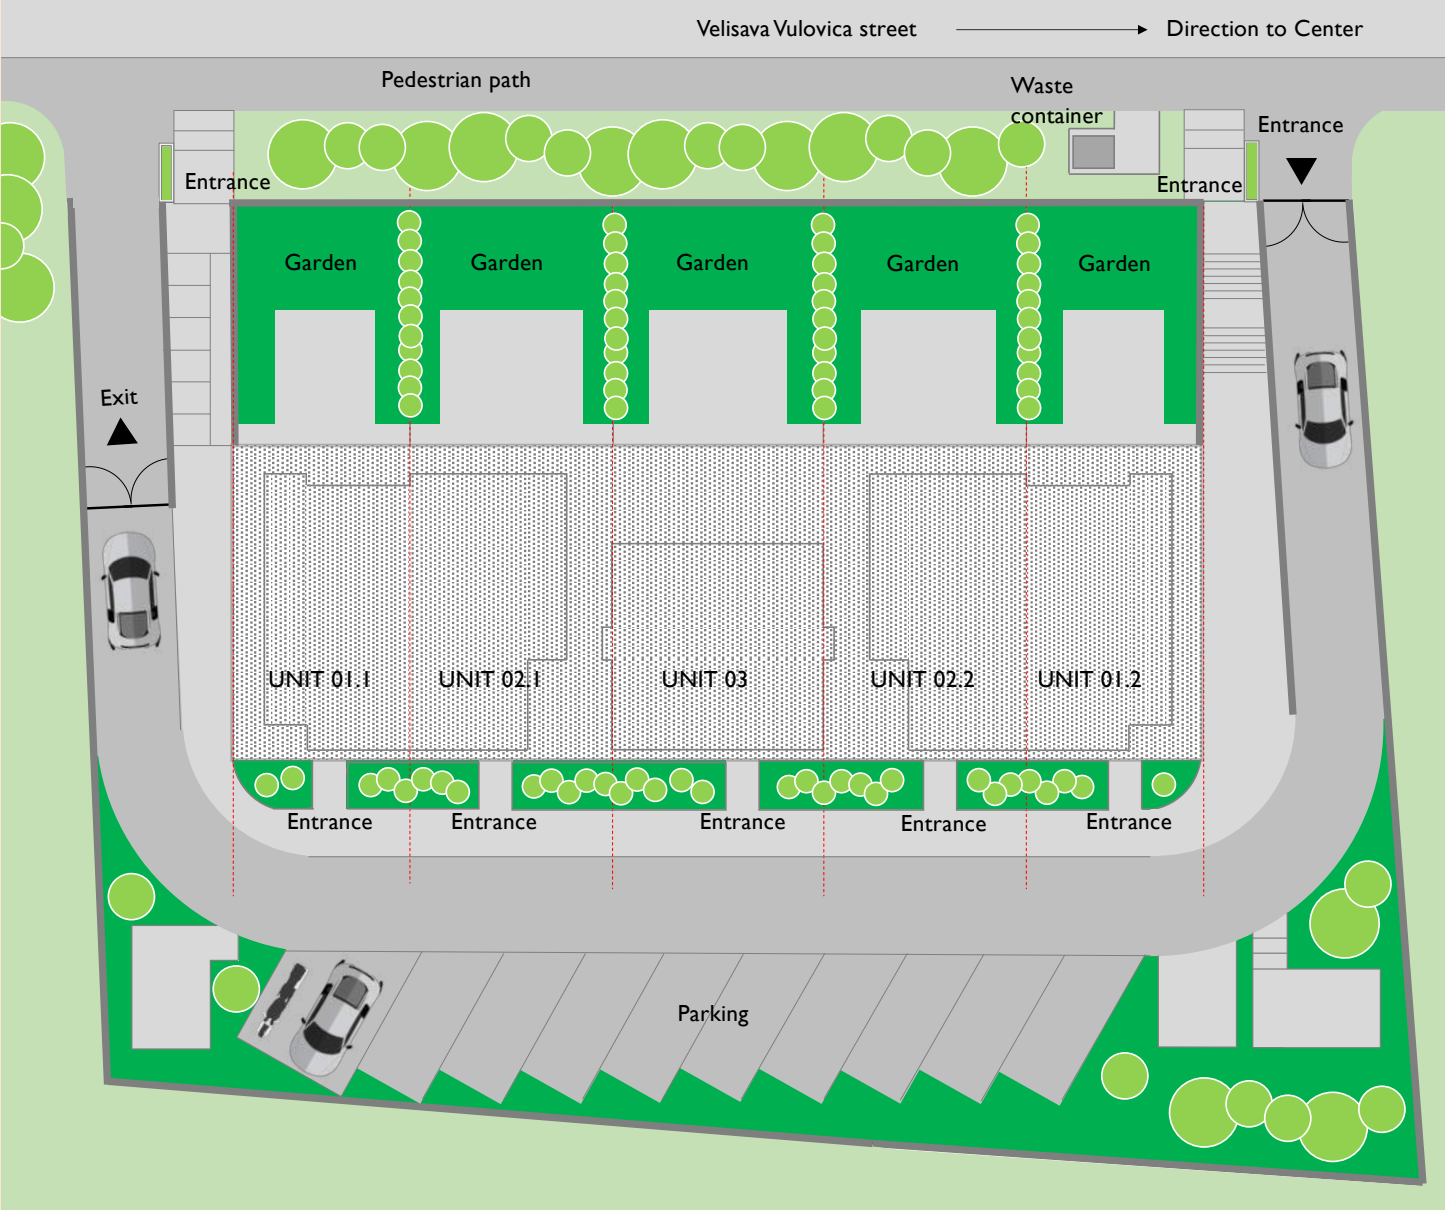 Velisava Vulovica street
Direction to Center
Pedestrian path
Waste
container
Entrance
Entrance
Entrance
Garden
Garden
Garden
Garden
Garden
Exit
UNIT 01.1
UNIT 02.1
UNIT 03
UNIT 02.2
UNIT 01.2
Entrance
Entrance
Entrance
Entrance
Entrance
Parking